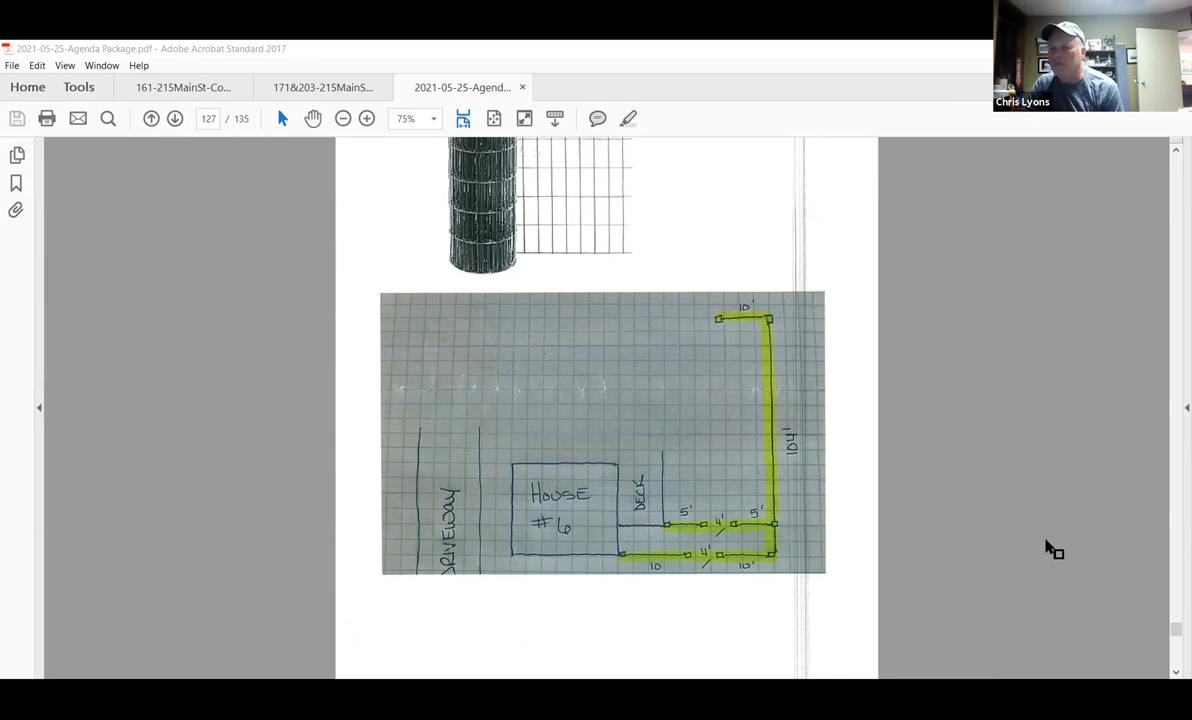 2021-05-25-Agenda Package.pdf - Adobe Acrobat Standard 2017
File Edit View Window Help
Home Tools 161-215MainSt-Co... 1718&203-215MainS... 2021-05-25-Agend... ×
127 / 135 75%
Chris Lyons
10'
104'
HOUSE
#6
DECK
DRIVEWAY
5' 4' 5'
4'
10 10'